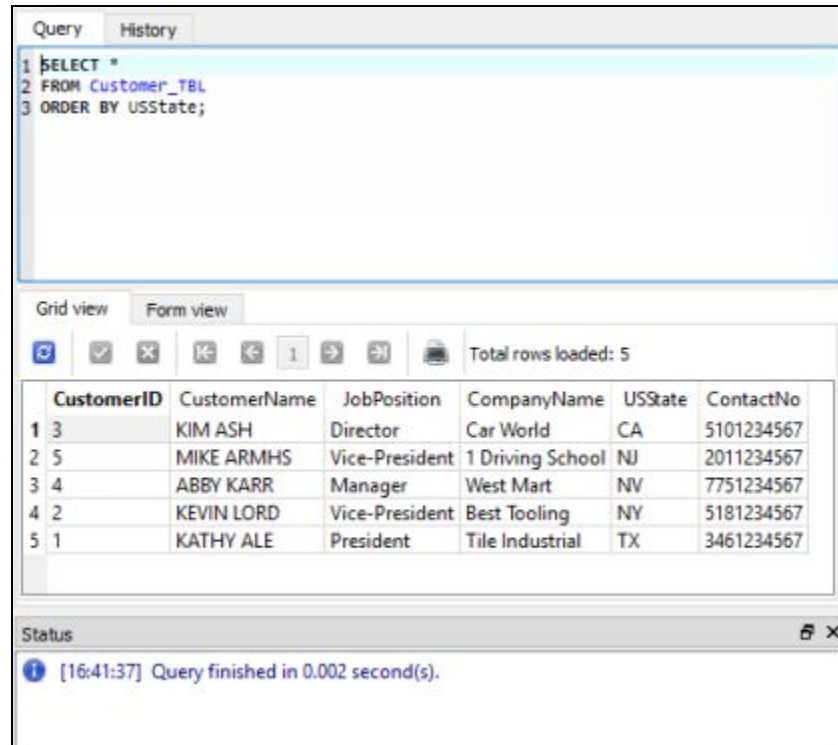 Query History
1 SELECT *
2 FROM Customer_TBL
3 ORDER BY USState;
Grid view Form view
1 Total rows loaded: 5
CustomerID CustomerName JobPosition CompanyName USState ContactNo
1 3 KIM ASH Director Car World CA 5101234567
2 5 MIKE ARMHS Vice-President 1 Driving School NJ 2011234567
3 4 ABBY KARR Manager West Mart NV 7751234567
4 2 KEVIN LORD Vice-President Best Tooling NY 5181234567
5 1 KATHY ALE President Tile Industrial TX 3461234567
Status
[16:41:37] Query finished in 0.002 second(s).